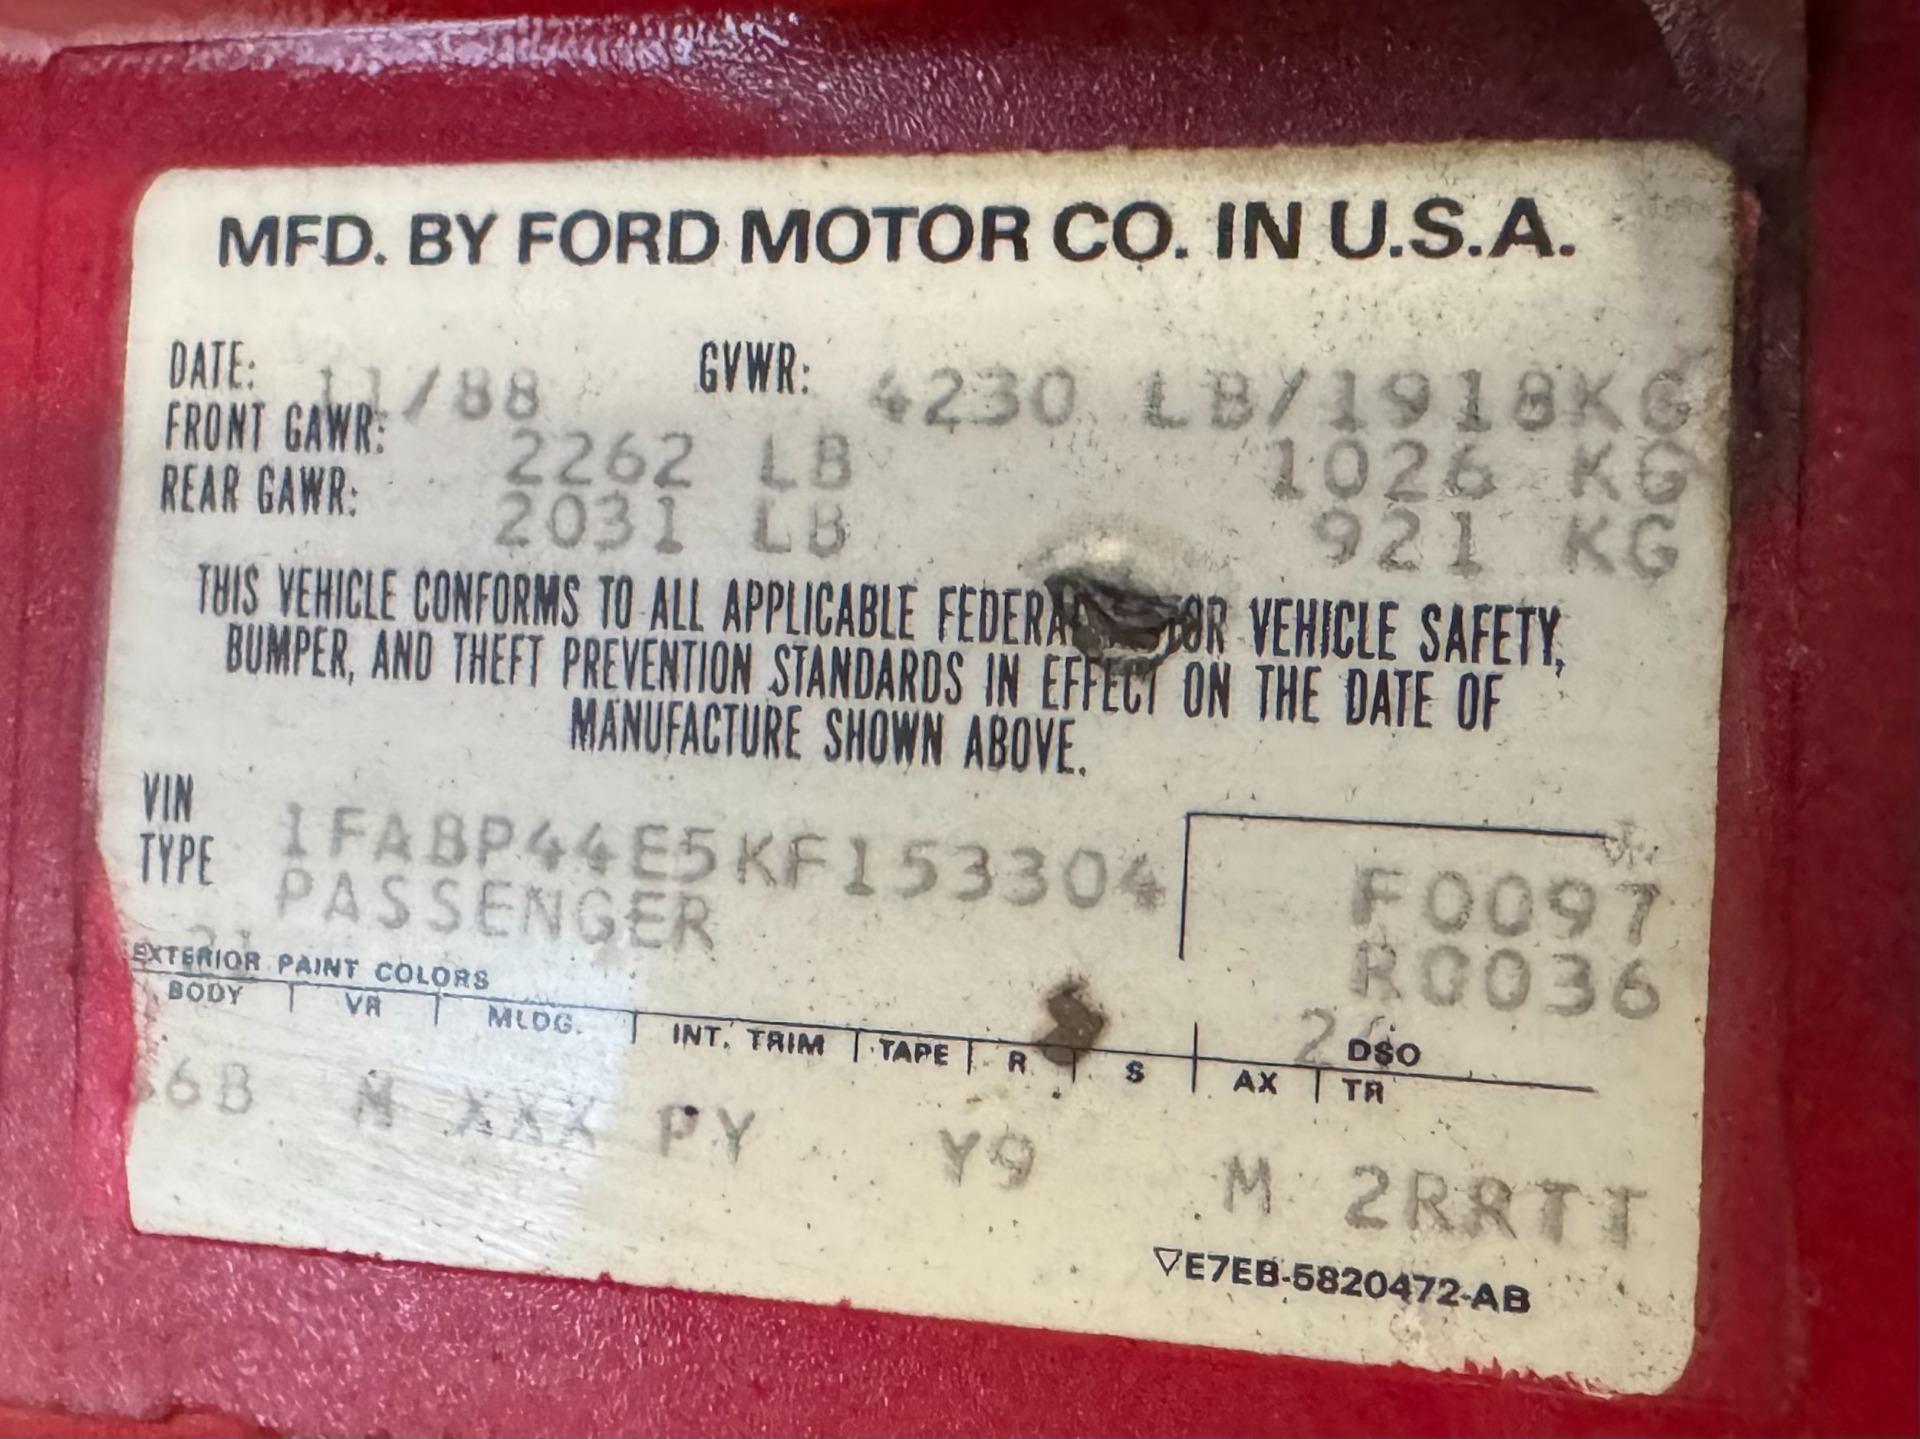 MFD. BY FORD MOTOR CO. IN U.S.A.
DATE: 11/88 GVWR: 4230 LB/1918KG
FRONT GAWR: 2262 LB 1026 KG
REAR GAWR: 2031 LB 921 KG
THIS VEHICLE CONFORMS TO ALL APPLICABLE VEHICLE SAFETY,
BUMPER, AND THEFT PREVENTION STANDARDS IN EFFECT ON THE DATE OF
MANUFACTURE SHOWN ABOVE.
VIN 1FABP44E5KF153304
TYPE PASSENGER
F0097
R0036
21
EXTERIOR PAINT COLORS
DSO
BODY VR MLDG. INT. TRIM TAPE R S AX TR
M XXX PY Y9 M 2RRTT
▽E7EB-5820472-AB